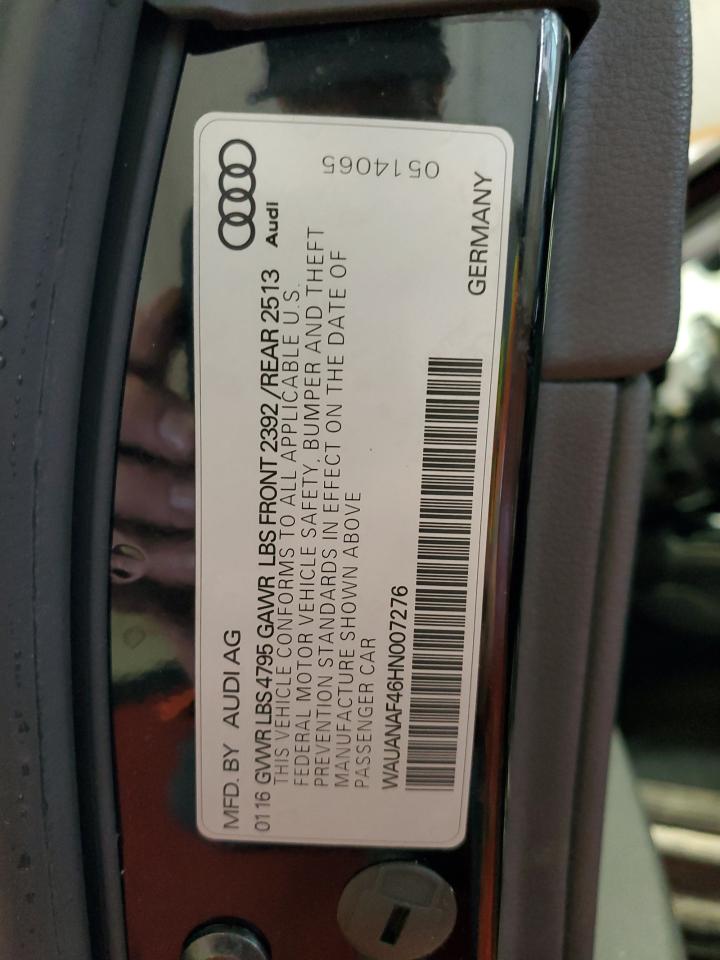 MFD. BY AUDI AG
Audi
01 16 GVWR LBS 4795 GAWR LBS FRONT 2392 /REAR 2513
THIS VEHICLE CONFORMS TO ALL APPLICABLE U.S.
FEDERAL MOTOR VEHICLE SAFETY, BUMPER AND THEFT
PREVENTION STANDARDS IN EFFECT ON THE DATE OF
MANUFACTURE SHOWN ABOVE
PASSENGER CAR
WAUANAF46HN007276
GERMANY
0514065